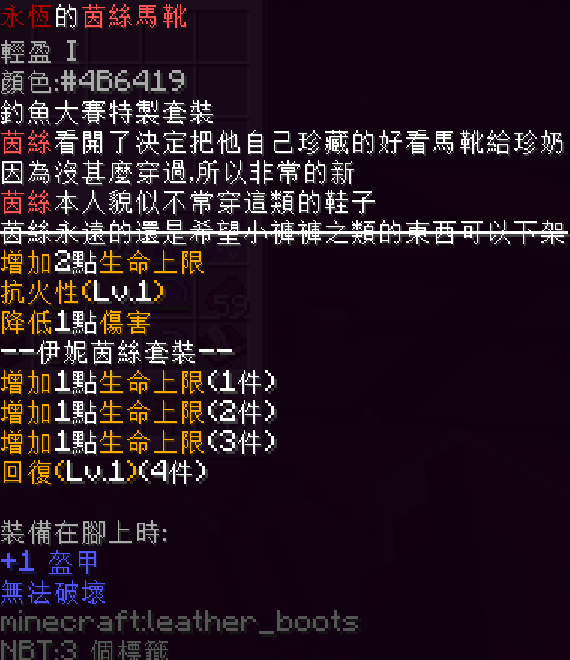 永恆的茵絲馬靴
輕盈 I
顏色:#4B6419
釣魚大賽特製套裝
茵絲看開了決定把他自己珍藏的好看馬靴給珍奶
因為沒甚麼穿過,所以非常的新
茵絲本人貌似不常穿這類的鞋子
茵絲永遠的還是希望小褲褲之類的東西可以下架
增加2點生命上限
抗火性(Lv.1)
降低1點傷害
--伊妮茵絲套裝--
增加1點生命上限(1件)
增加1點生命上限(2件)
增加1點生命上限(3件)
回復(Lv.1)(4件)
裝備在腳上時:
+1 盔甲
無法破壞
minecraft:leather_boots
NBT:3 個標籤
59